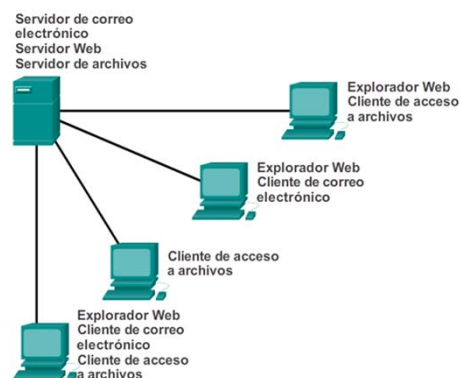 Servidor de correo
electrónico
Servidor Web
Servidor de archivos
Explorador Web
Cliente de acceso
a archivos
Explorador Web
Cliente de correo
electrónico
Cliente de acceso
a archivos
Explorador Web
Cliente de correo
electrónico
Cliente de acceso
a archivos